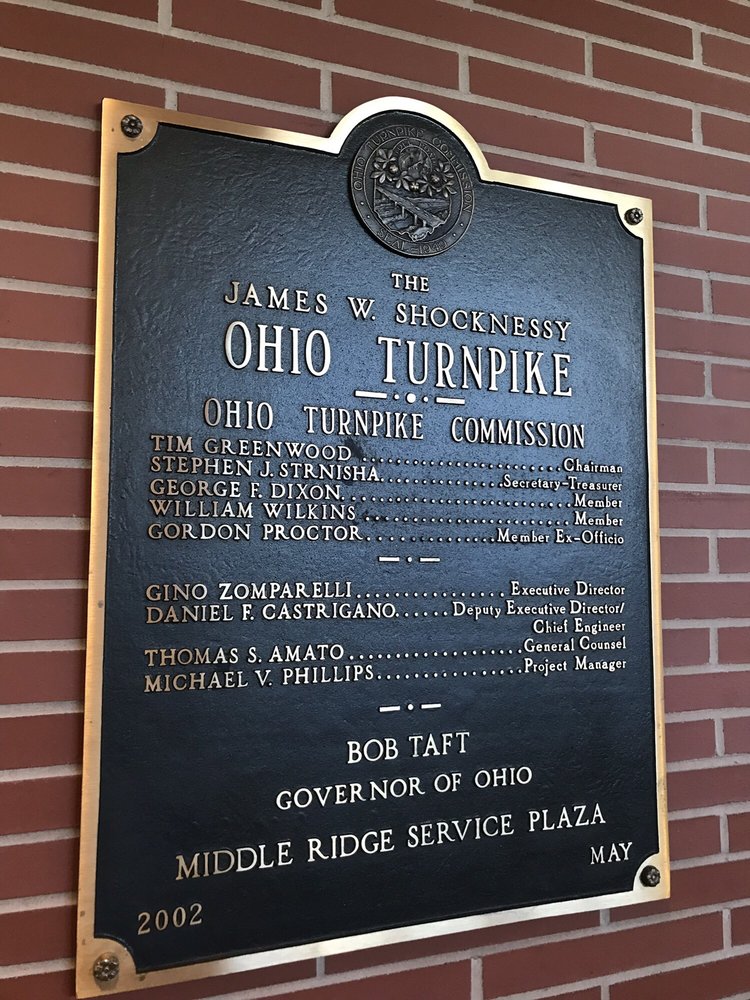 OHIO TURNPIKE COMMISSION
SEAL-1949
THE
JAMES W. SHOCKNESSY
OHIO TURNPIKE
OHIO TURNPIKE COMMISSION
TIM GREENWOOD ........................ Chairman
STEPHEN J. STRNISHA .............. Secretary-Treasurer
GEORGE F. DIXON ........................... Member
WILLIAM WILKINS ......................... Member
GORDON PROCTOR ............... Member Ex-Officio
GINO ZOMPARELLI ................ Executive Director
DANIEL F. CASTRIGANO ...... Deputy Executive Director/
Chief Engineer
THOMAS S. AMATO ................... General Counsel
MICHAEL V. PHILLIPS ................ Project Manager
BOB TAFT
GOVERNOR OF OHIO
MIDDLE RIDGE SERVICE PLAZA
2002 MAY